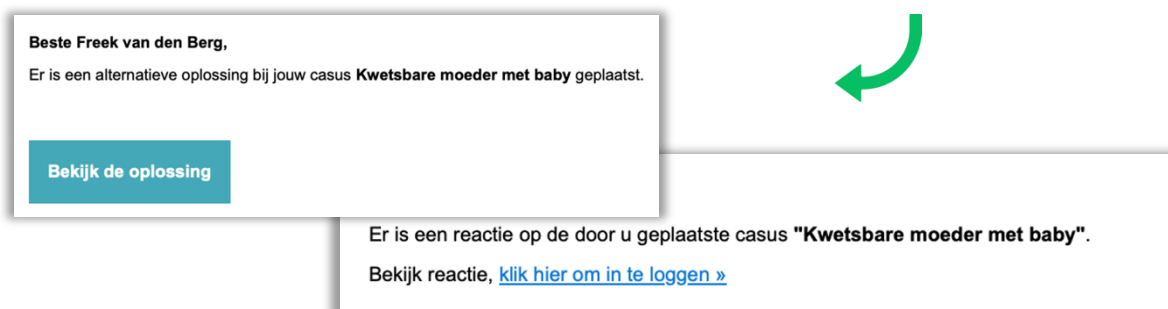 Beste Freek van den Berg,
Er is een alternatieve oplossing bij jouw casus Kwetsbare moeder met baby geplaatst.
Bekijk de oplossing
Er is een reactie op de door u geplaatste casus "Kwetsbare moeder met baby".
Bekijk reactie, klik hier om in te loggen »